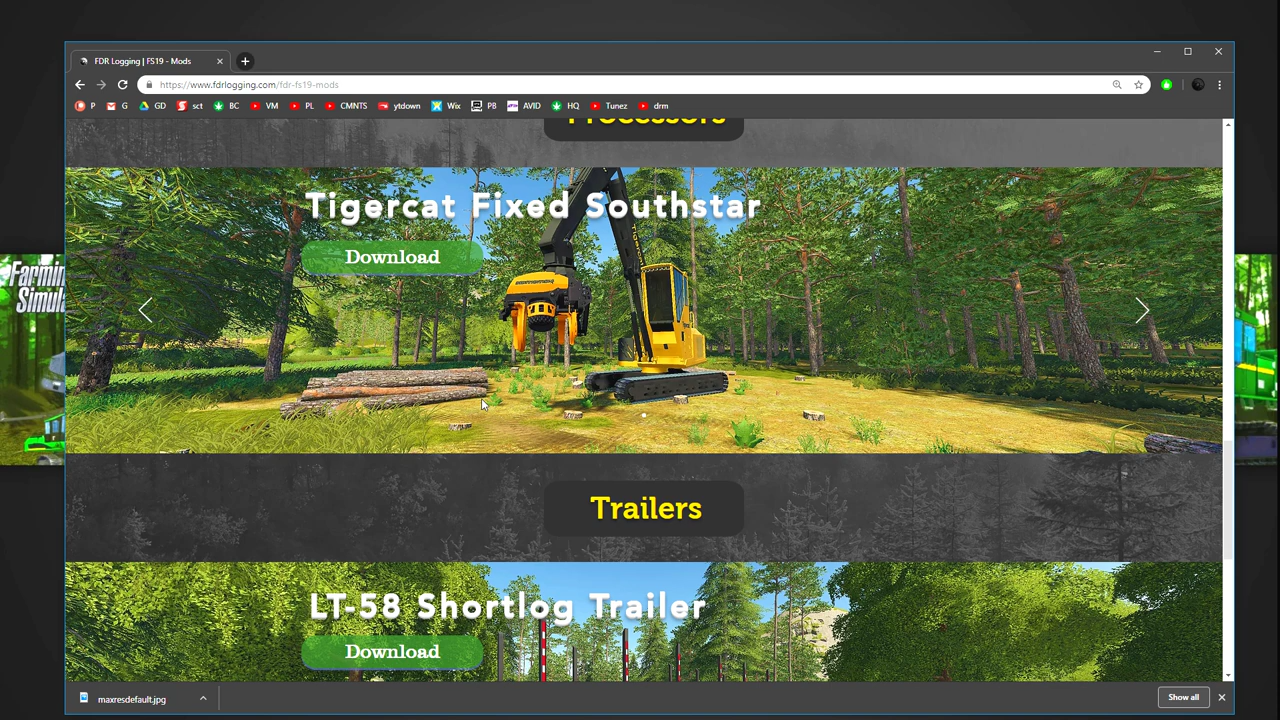 FDR Logging | FS19 - Mods
https://www.fdrlogging.com/fdr-fs19-mods
P G GD sct BC VM PL CMNTS ytdown Wix PB AVID HQ Tunez drm
Processors
Tigercat Fixed Southstar
Download
Trailers
LT-58 Shortlog Trailer
Download
maxresdefault.jpg
Show all